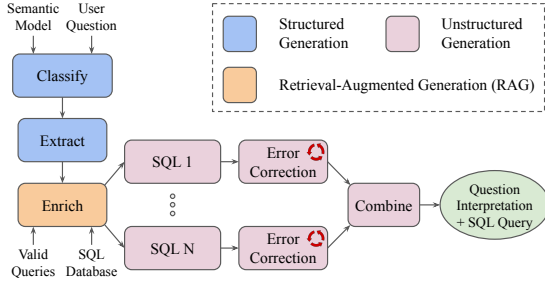 Semantic
Model
User
Question
Classify
Extract
Enrich
Valid
Queries
SQL
Database
SQL 1
Error
Correction
SQL N
Error
Correction
Combine
Question
Interpretation
+ SQL Query
Structured
Generation
Unstructured
Generation
Retrieval-Augmented Generation (RAG)